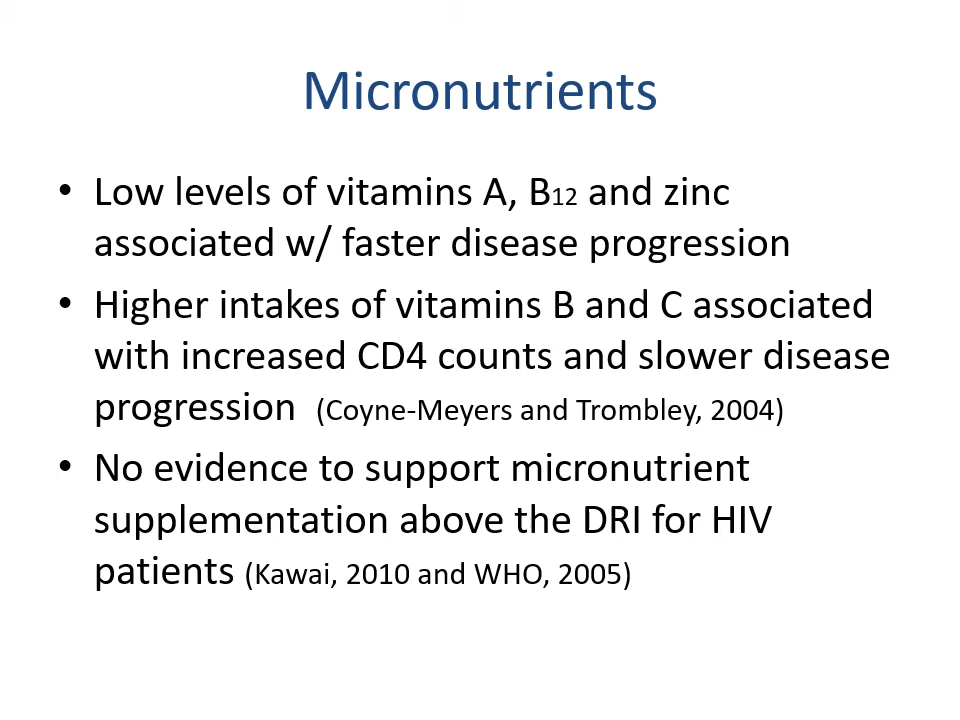 Micronutrients
• Low levels of vitamins A, B12 and zinc
associated w/ faster disease progression
• Higher intakes of vitamins B and C associated
with increased CD4 counts and slower disease
progression (Coyne-Meyers and Trombley, 2004)
• No evidence to support micronutrient
supplementation above the DRI for HIV
patients (Kawai, 2010 and WHO, 2005)